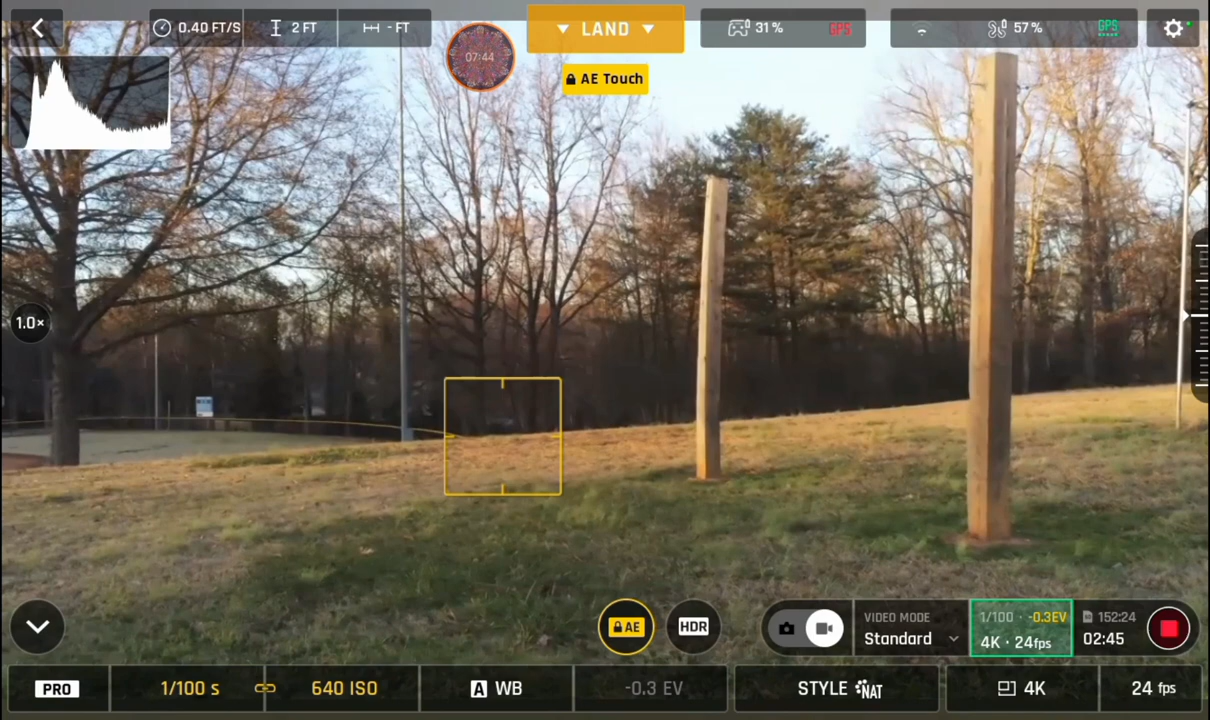 0.40 FT/S
2 FT
- FT
07:44
LAND
31 %
GPS
57 %
GPS
AE Touch
1.0×
AE
HDR
VIDEO MODE
Standard
1/100 · -0.3EV
4K · 24fps
152:24
02:45
PRO
1/100 s
640 ISO
A WB
-0.3 EV
STYLE NAT
4K
24 fps